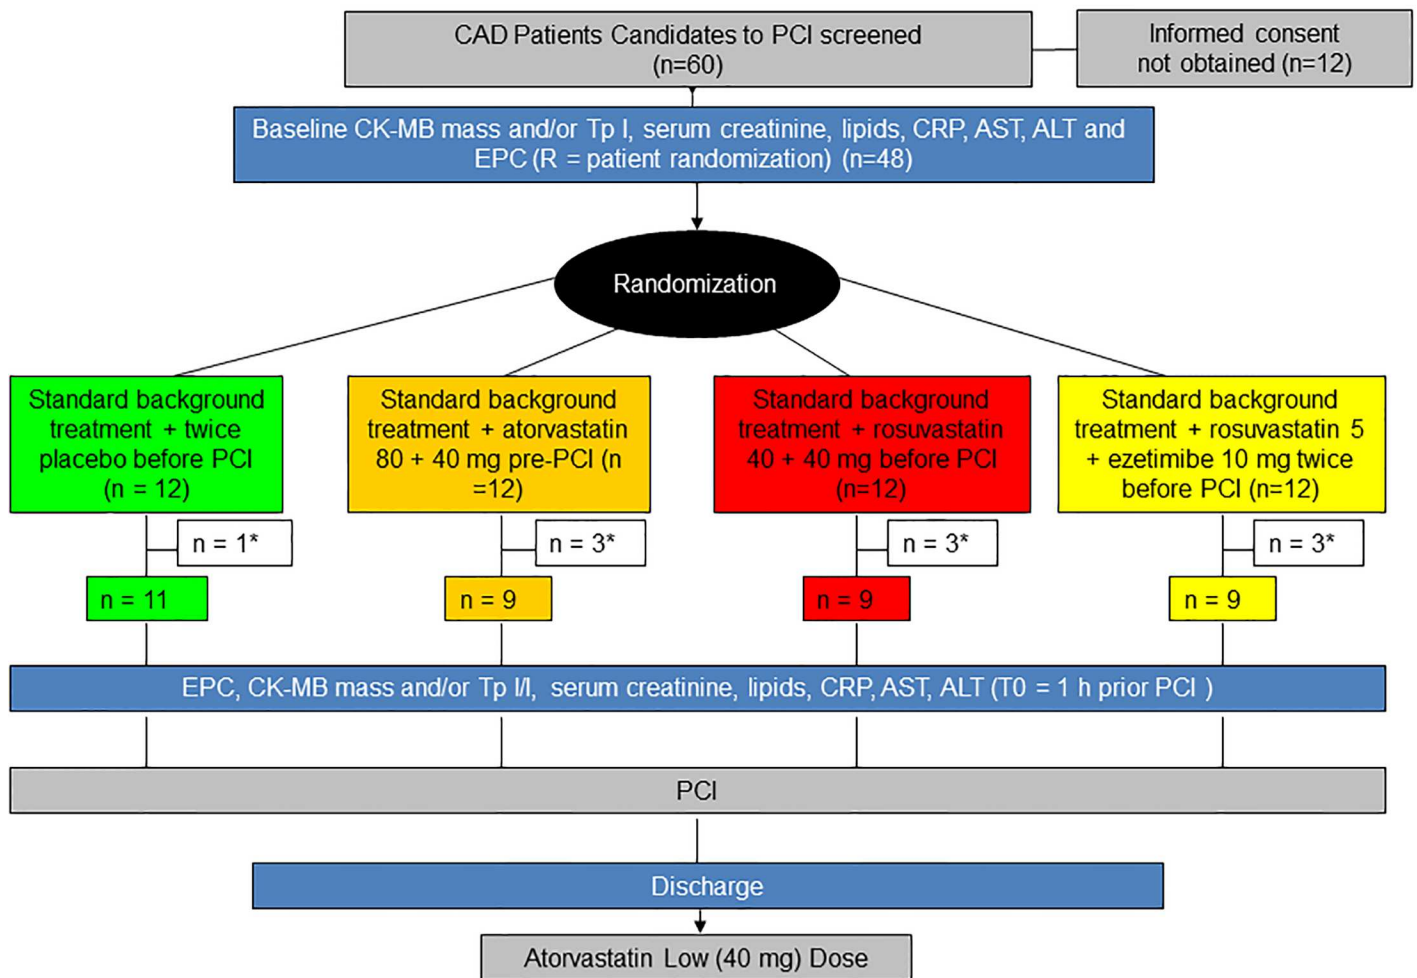 CAD Patients Candidates to PCI screened
(n=60)
Informed consent
not obtained (n=12)
Baseline CK-MB mass and/or Tp I, serum creatinine, lipids, CRP, AST, ALT and
EPC (R = patient randomization) (n=48)
Randomization
Standard background
treatment + twice
placebo before PCI
(n = 12)
Standard background
treatment + atorvastatin
80 + 40 mg pre-PCI (n
=12)
Standard background
treatment + rosuvastatin
40 + 40 mg before PCI
(n=12)
Standard background
treatment + rosuvastatin 5
+ ezetimibe 10 mg twice
before PCI (n=12)
n = 1*
n = 3*
n = 3*
n = 3*
n = 11
n = 9
n = 9
n = 9
EPC, CK-MB mass and/or Tp I/I, serum creatinine, lipids, CRP, AST, ALT (T0 = 1 h prior PCI )
PCI
Discharge
Atorvastatin Low (40 mg) Dose